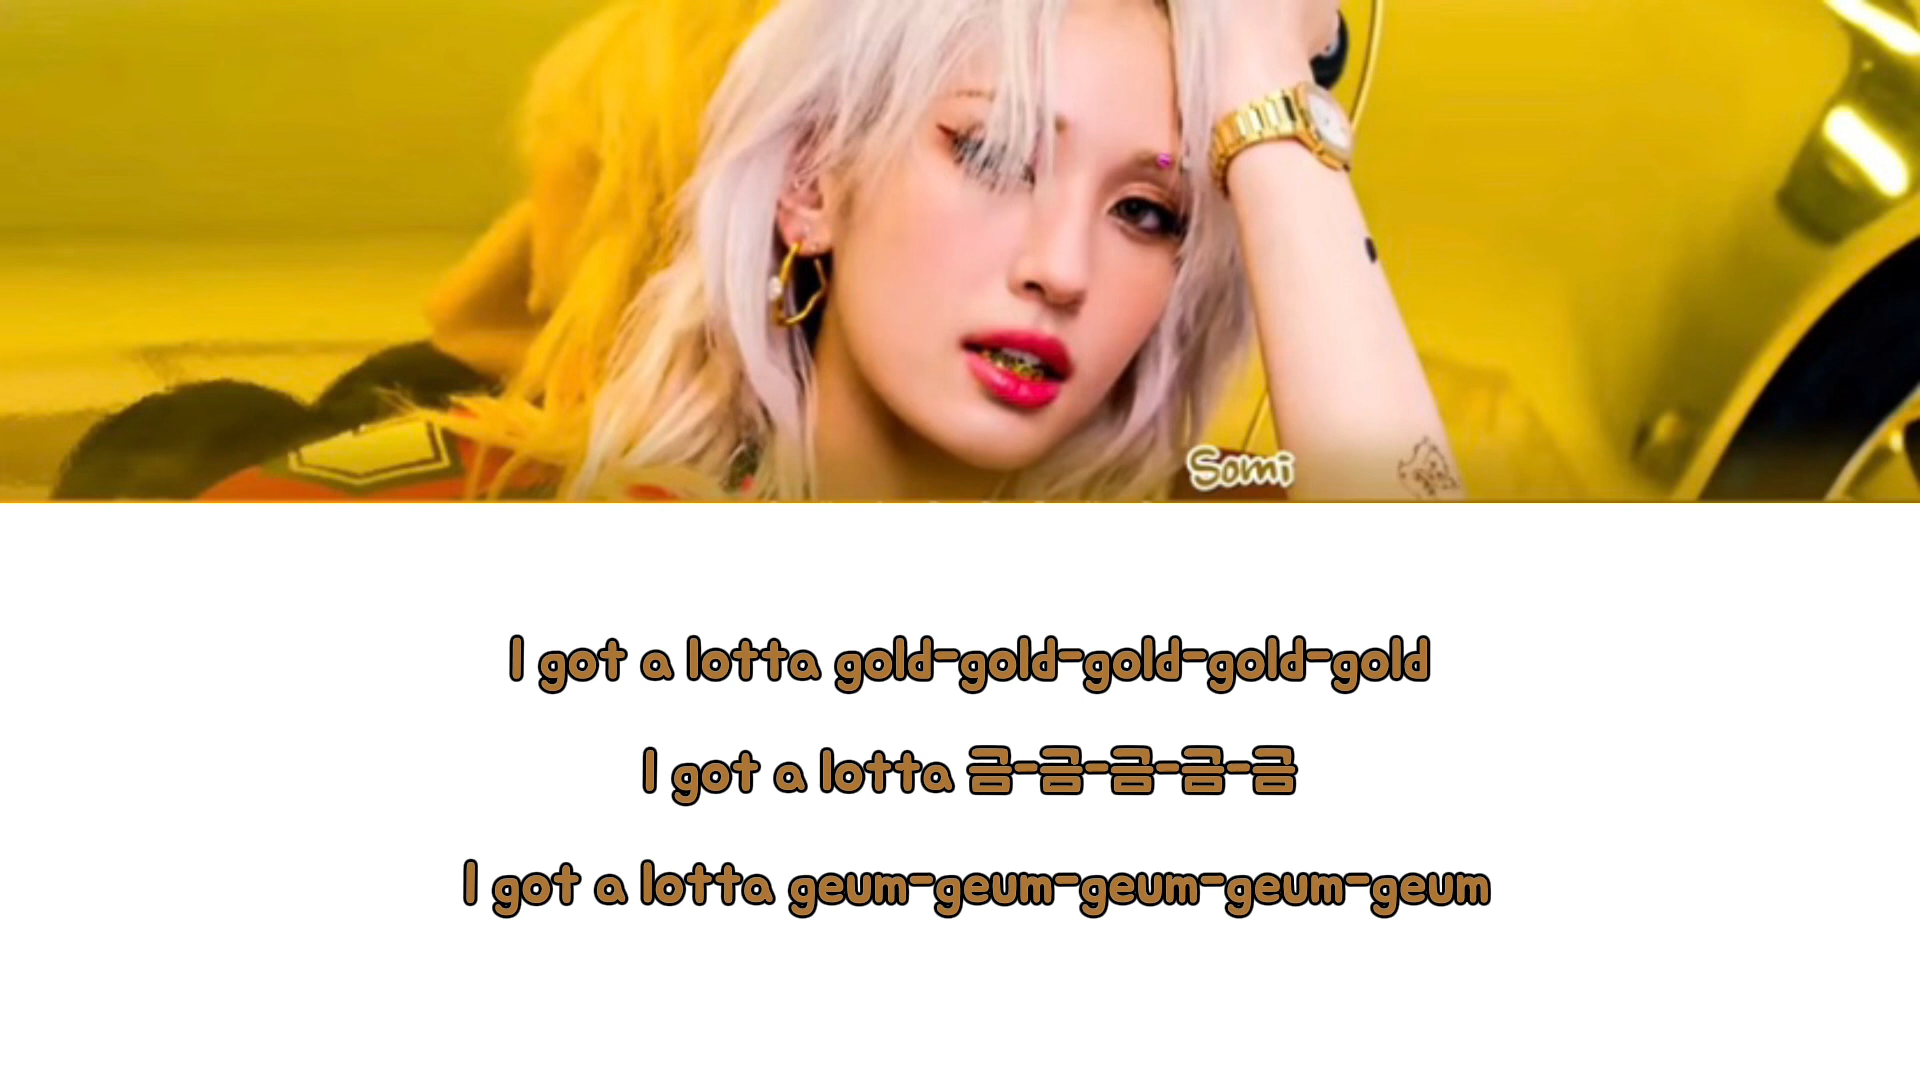 Somi
I got a lotta gold-gold-gold-gold-gold
I got a lotta 금-금-금-금-금
I got a lotta geum-geum-geum-geum-geum